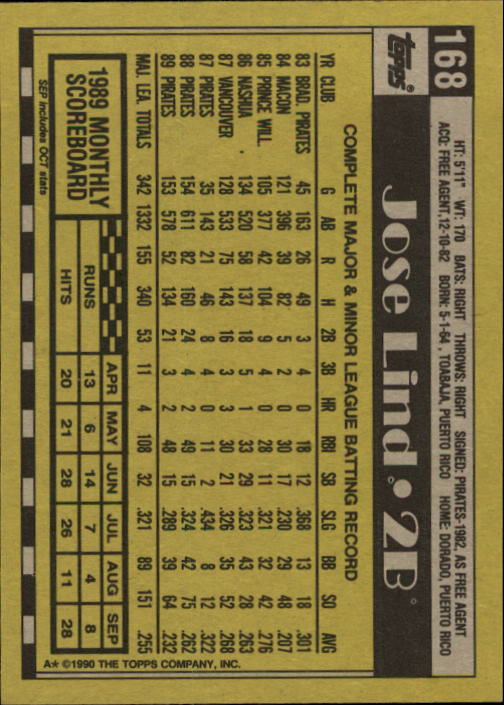 168
topps®
HT: 5'11" WT: 170 BATS: RIGHT THROWS: RIGHT SIGNED: PIRATES-1982, AS FREE AGENT
ACQ: FREE AGENT, 12-10-82 BORN: 5-1-64, TOABAJA, PUERTO RICO HOME: DORADO, PUERTO RICO
Jose Lind • 2B
COMPLETE MAJOR & MINOR LEAGUE BATTING RECORD
YR CLUB G AB R H 2B 3B HR RBI SB SLG BB SO AVG
83 BRAD. PIRATES 45 163 26 49 3 4 0 18 12 .368 13 18 .301
84 MACON 121 396 39 82 5 2 0 30 17 .230 29 48 .207
85 PRINCE WILL. 105 377 42 104 9 4 0 28 11 .321 32 42 .276
86 NASHUA 134 520 58 137 18 5 1 33 29 .323 43 28 .263
87 VANCOUVER 128 533 75 143 16 3 3 30 21 .326 35 52 .268
87 PIRATES 35 143 21 46 8 4 0 11 2 .434 8 12 .322
88 PIRATES 154 611 82 160 24 4 2 49 15 .324 42 75 .262
89 PIRATES 153 578 52 134 21 3 2 48 15 .289 39 64 .232
MAJ. LEA. TOTALS 342 1332 155 340 53 11 4 108 32 .321 89 151 .255
1989 MONTHLY SCOREBOARD
APR MAY JUN JUL AUG SEP
RUNS 13 6 14 7 4 8
HITS 20 21 28 26 11 28
SEP includes OCT stats
A* ©1990 THE TOPPS COMPANY, INC.